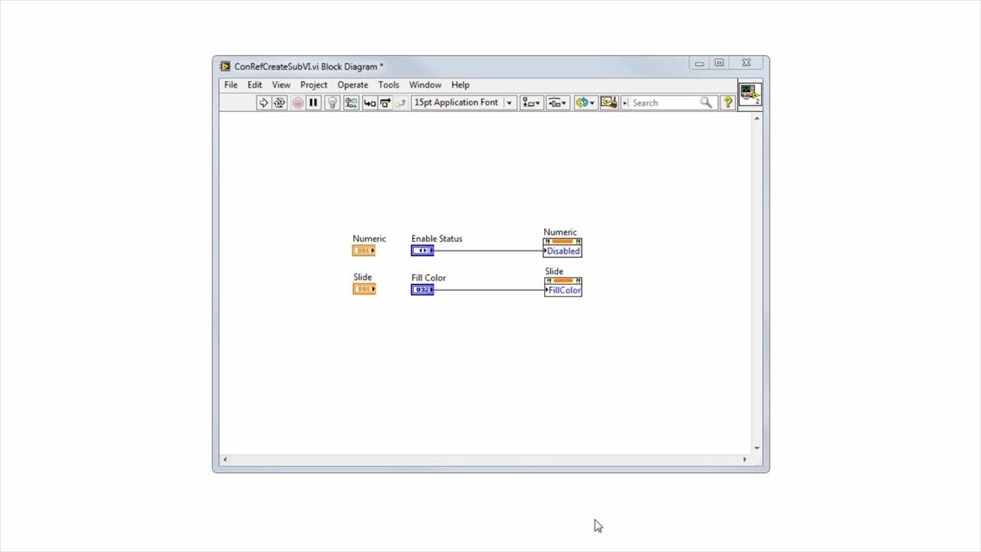 ConRefCreateSubVI.vi Block Diagram *
File Edit View Project Operate Tools Window Help
15pt Application Font Search ?
2
Numeric Enable Status Numeric
Disabled
Slide Fill Color Slide
U32 FillColor